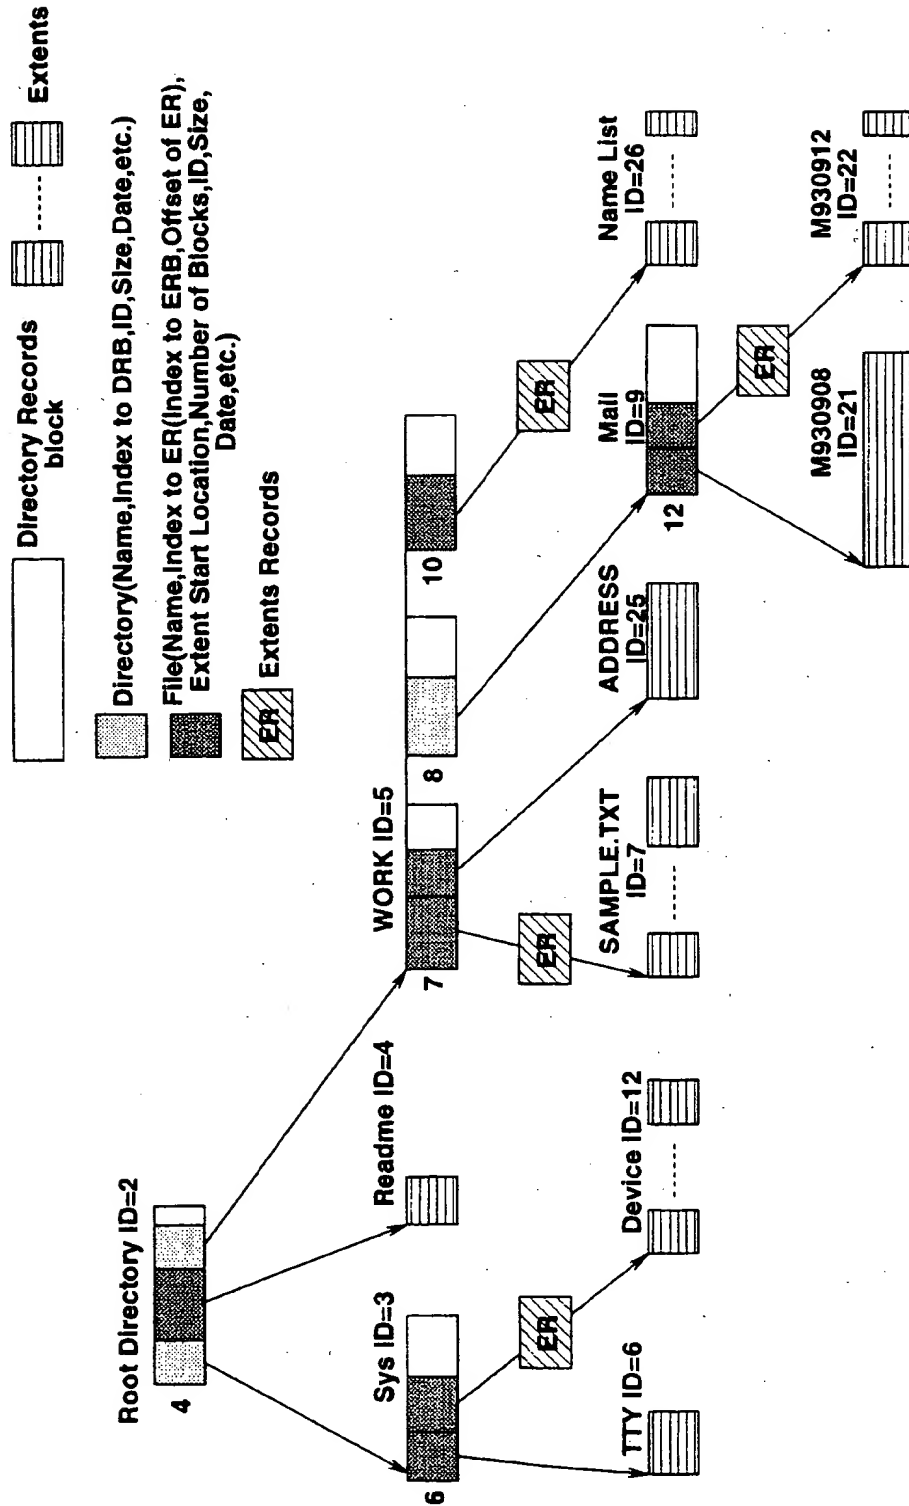 Directory Records
block
Extents
Directory(Name,Index to DRB,ID,Size,Date,etc.)
File(Name,Index to ER(Index to ERB,Offset of ER),
Extent Start Location,Number of Blocks,ID,Size,
Date,etc.)
ER
Extents Records
Root Directory ID=2
4
Sys ID=3
6
Readme ID=4
WORK ID=5
7
8
10
ER
ER
ER
TTY ID=6
Device ID=12
SAMPLE.TXT
ID=7
ADDRESS
ID=25
Mail
ID=9
12
Name List
ID=26
ER
M930908
ID=21
M930912
ID=22